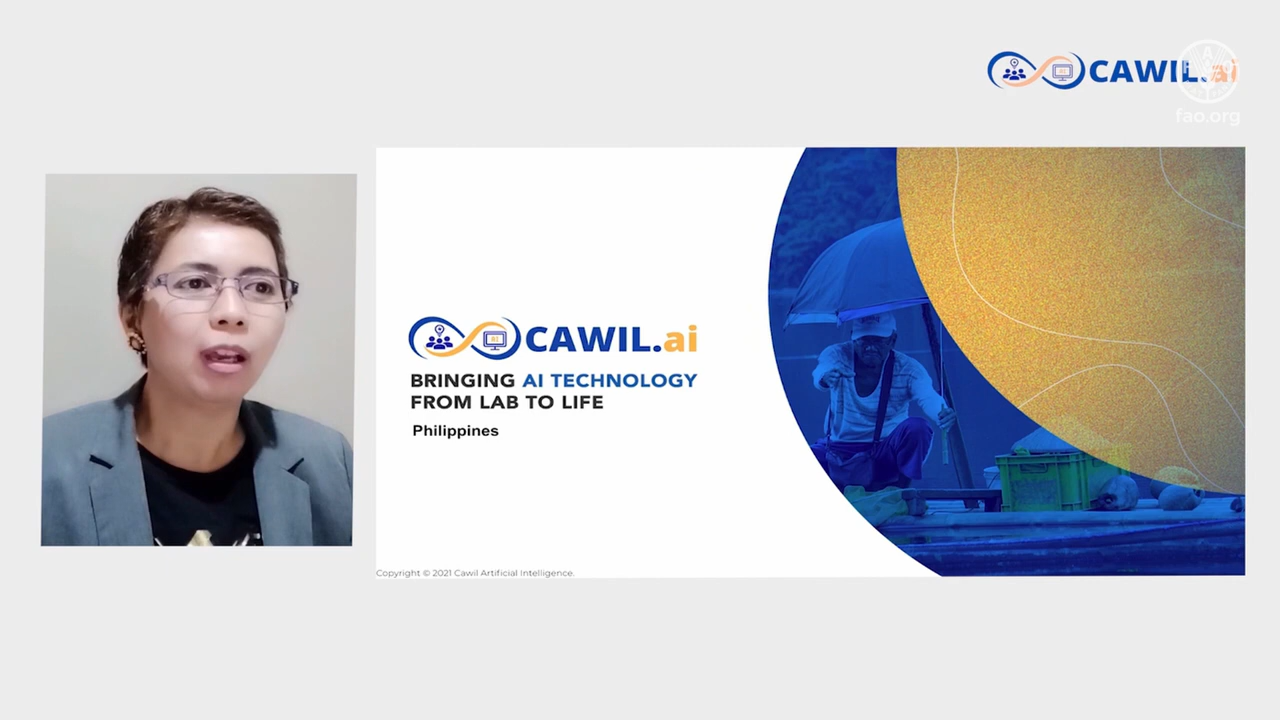 CAWIL.ai
fao.org
CAWIL.ai
BRINGING AI TECHNOLOGY
FROM LAB TO LIFE
Philippines
Copyright © 2021 Cawil Artificial Intelligence.